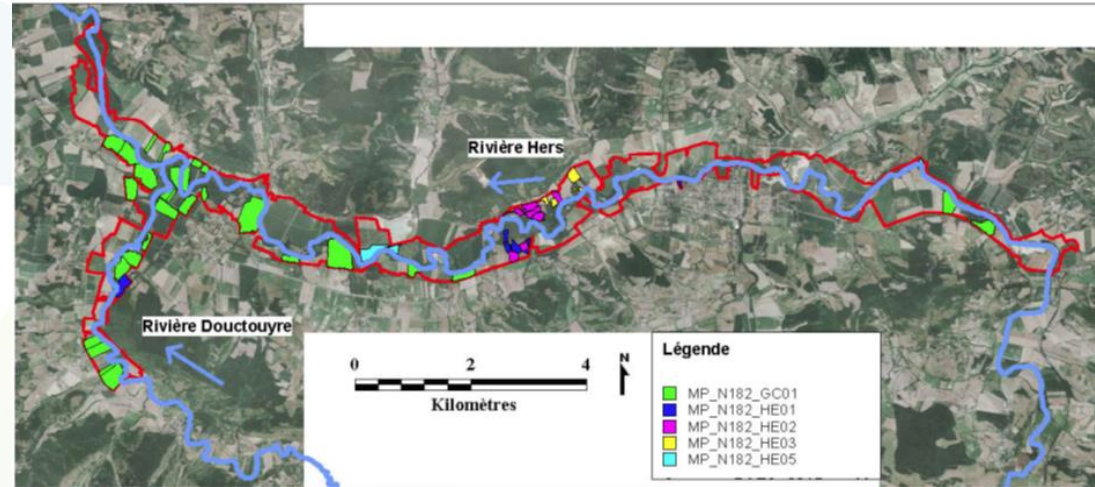 Rivière Hers
Rivière Douctouyre
0 2 4
Kilomètres
N
Légende
MP_N182_GC01
MP_N182_HE01
MP_N182_HE02
MP_N182_HE03
MP_N182_HE05